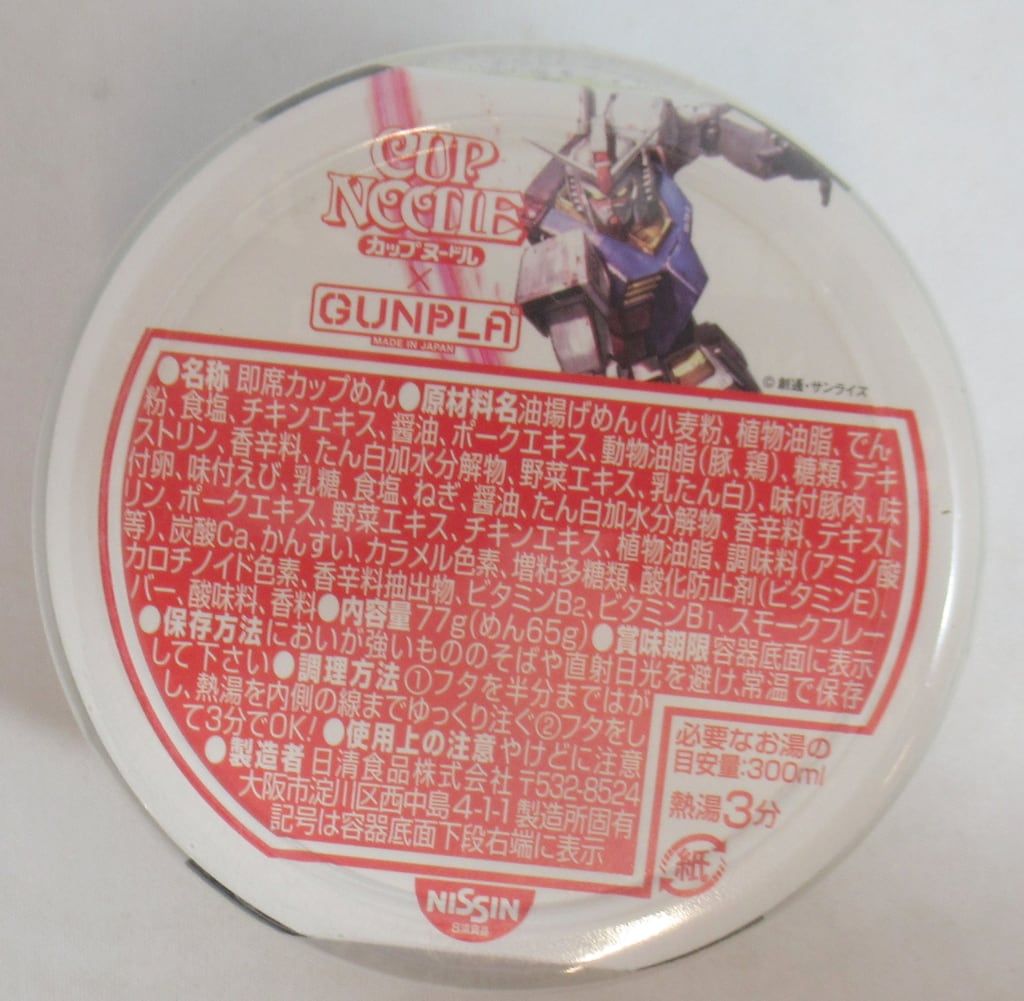 CUP
NOODLE
カップヌードル
×
GUNPLA
MADE IN JAPAN
©創通・サンライズ
●名称 即席カップめん●原材料名油揚げめん(小麦粉、植物油脂、でん
粉、食塩、チキンエキス、醤油、ポークエキス、動物油脂(豚、鶏)、糖類、デキ
ストリン、香辛料、たん白加水分解物、野菜エキス、乳たん白)、味付豚肉、味
付卵、味付えび、乳糖、食塩、ねぎ、醤油、たん白加水分解物、香辛料、デキスト
リン、ポークエキス、野菜エキス、チキンエキス、植物油脂、調味料(アミノ酸
等)、炭酸Ca、かんすい、カラメル色素、増粘多糖類、酸化防止剤(ビタミンE)、
カロチノイド色素、香辛料抽出物、ビタミンB2、ビタミンB1、スモークフレー
バー、酸味料、香料●内容量 77g(めん65g)●賞味期限 容器底面に表示
●保存方法 においが強いもののそばや直射日光を避け、常温で保存
して下さい●調理方法 ①フタを半分まではが
し、熱湯を内側の線までゆっくり注ぐ②フタをし
て3分でOK!●使用上の注意 やけどに注意
●製造者 日清食品株式会社 〒532-8524
大阪市淀川区西中島4-1-1 製造所固有
記号は容器底面下段右端に表示
必要なお湯の
目安量:300ml
熱湯3分
紙
NISSIN
日清食品